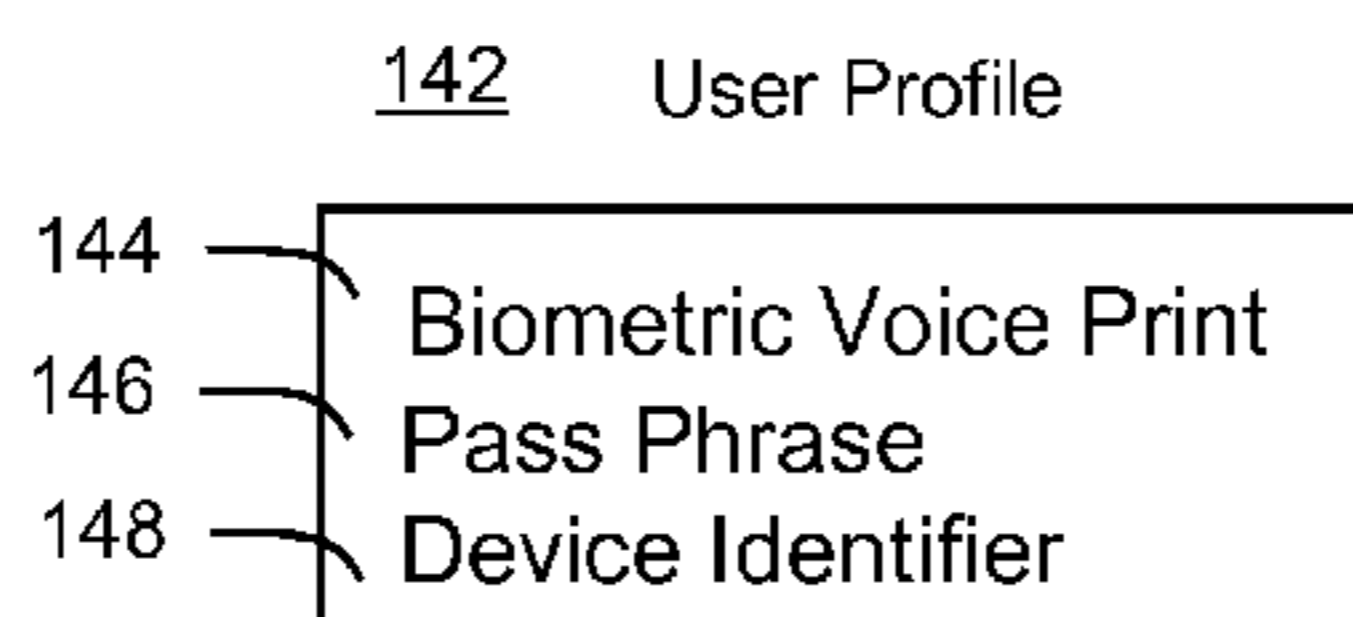 142 User Profile
144 Biometric Voice Print
146 Pass Phrase
148 Device Identifier